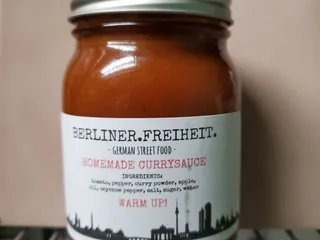 BERLINER.FREIHEIT.
- GERMAN STREET FOOD -
HOMEMADE CURRYSAUCE
INGREDIENTS:
tomato, pepper, curry powder, apple,
oil, cayenne pepper, salt, sugar, water
WARM UP!